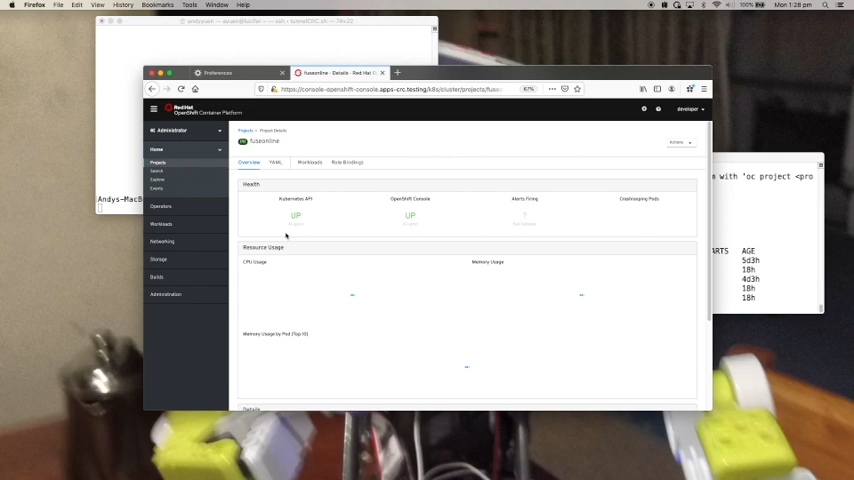 Firefox File Edit View History Bookmarks Tools Window Help
100% Mon 1:28 pm
Preferences
fuseonline - Details - Red Hat O
https://console-openshift-console.apps-crc.testing/k8s/cluster/projects/fuseo
67%
Red Hat
OpenShift Container Platform
developer
Administrator
Home
Projects
Search
Explore
Events
Operators
Workloads
Networking
Storage
Builds
Administration
Projects > Project Details
PR fuseonline
Actions
Overview YAML Workloads Role Bindings
Health
Kubernetes API OpenShift Console Alerts Firing Crashlooping Pods
UP UP ?
Resource Usage
CPU Usage Memory Usage
Memory Usage by Pod (Top 10)
Details
Andys-MacB
m with 'oc project <pro
ARTS AGE
5d3h
18h
4d3h
18h
18h